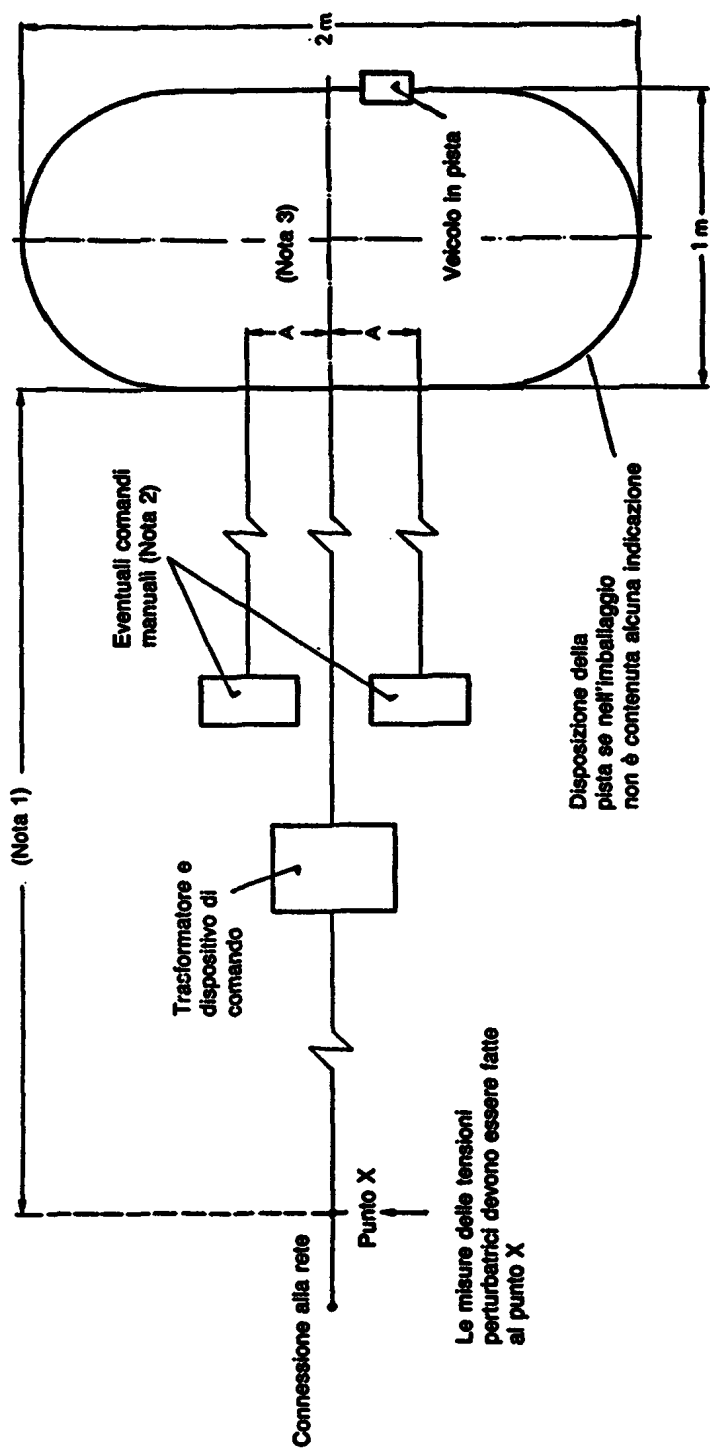 (Nota 1)
2 m
Connessione alla rete
Punto X
Le misure delle tensioni
perturbatrici devono essere fatte
al punto X
Trasformatore e
dispositivo di
comando
Eventuali comandi
manuali (Nota 2)
A
A
(Nota 3)
Veicolo in pista
1 m
Disposizione della
pista se nell'imballaggio
non è contenuta alcuna indicazione